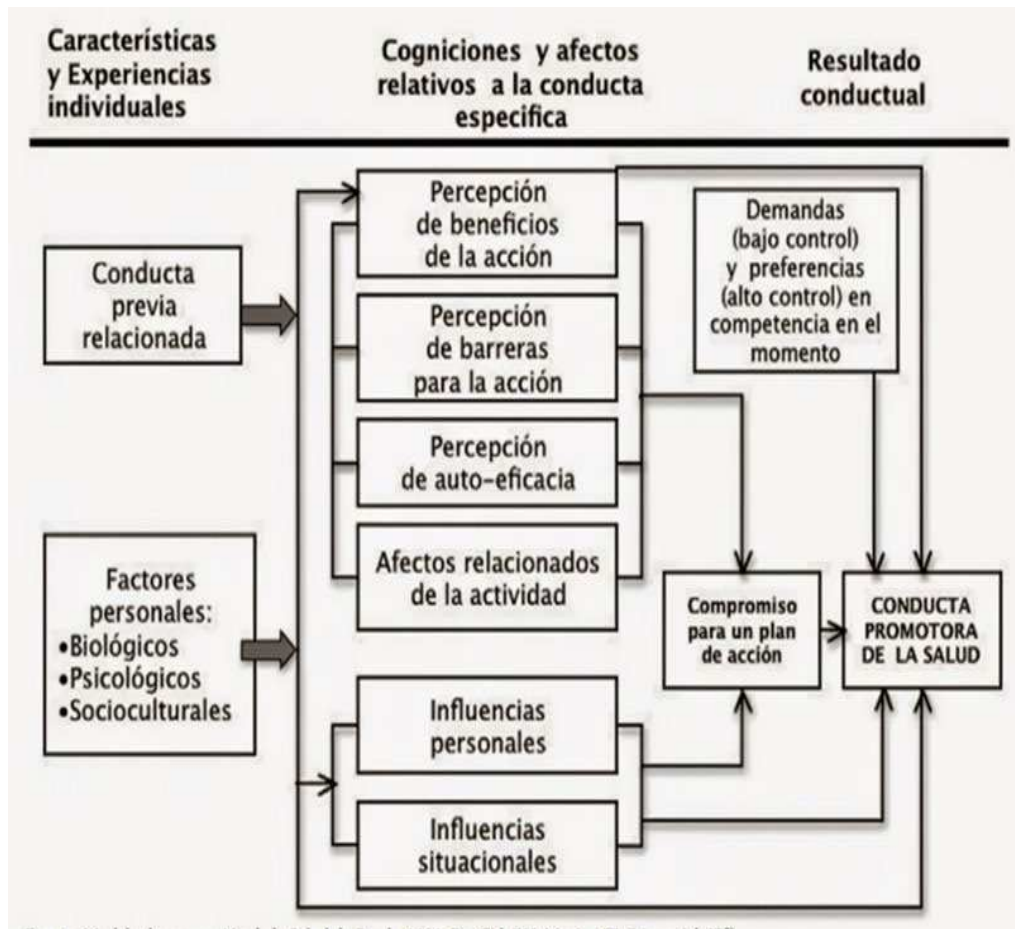 Características
y Experiencias
individuales
Cogniciones y afectos
relativos a la conducta
especifica
Resultado
conductual
Conducta
previa
relacionada
Factores
personales:
•Biológicos
•Psicológicos
•Socioculturales
Percepción
de beneficios
de la acción
Percepción
de barreras
para la acción
Percepción
de auto-eficacia
Afectos relacionados
de la actividad
Influencias
personales
Influencias
situacionales
Demandas
(bajo control)
y preferencias
(alto control) en
competencia en el
momento
Compromiso
para un plan
de acción
CONDUCTA
PROMOTORA
DE LA SALUD